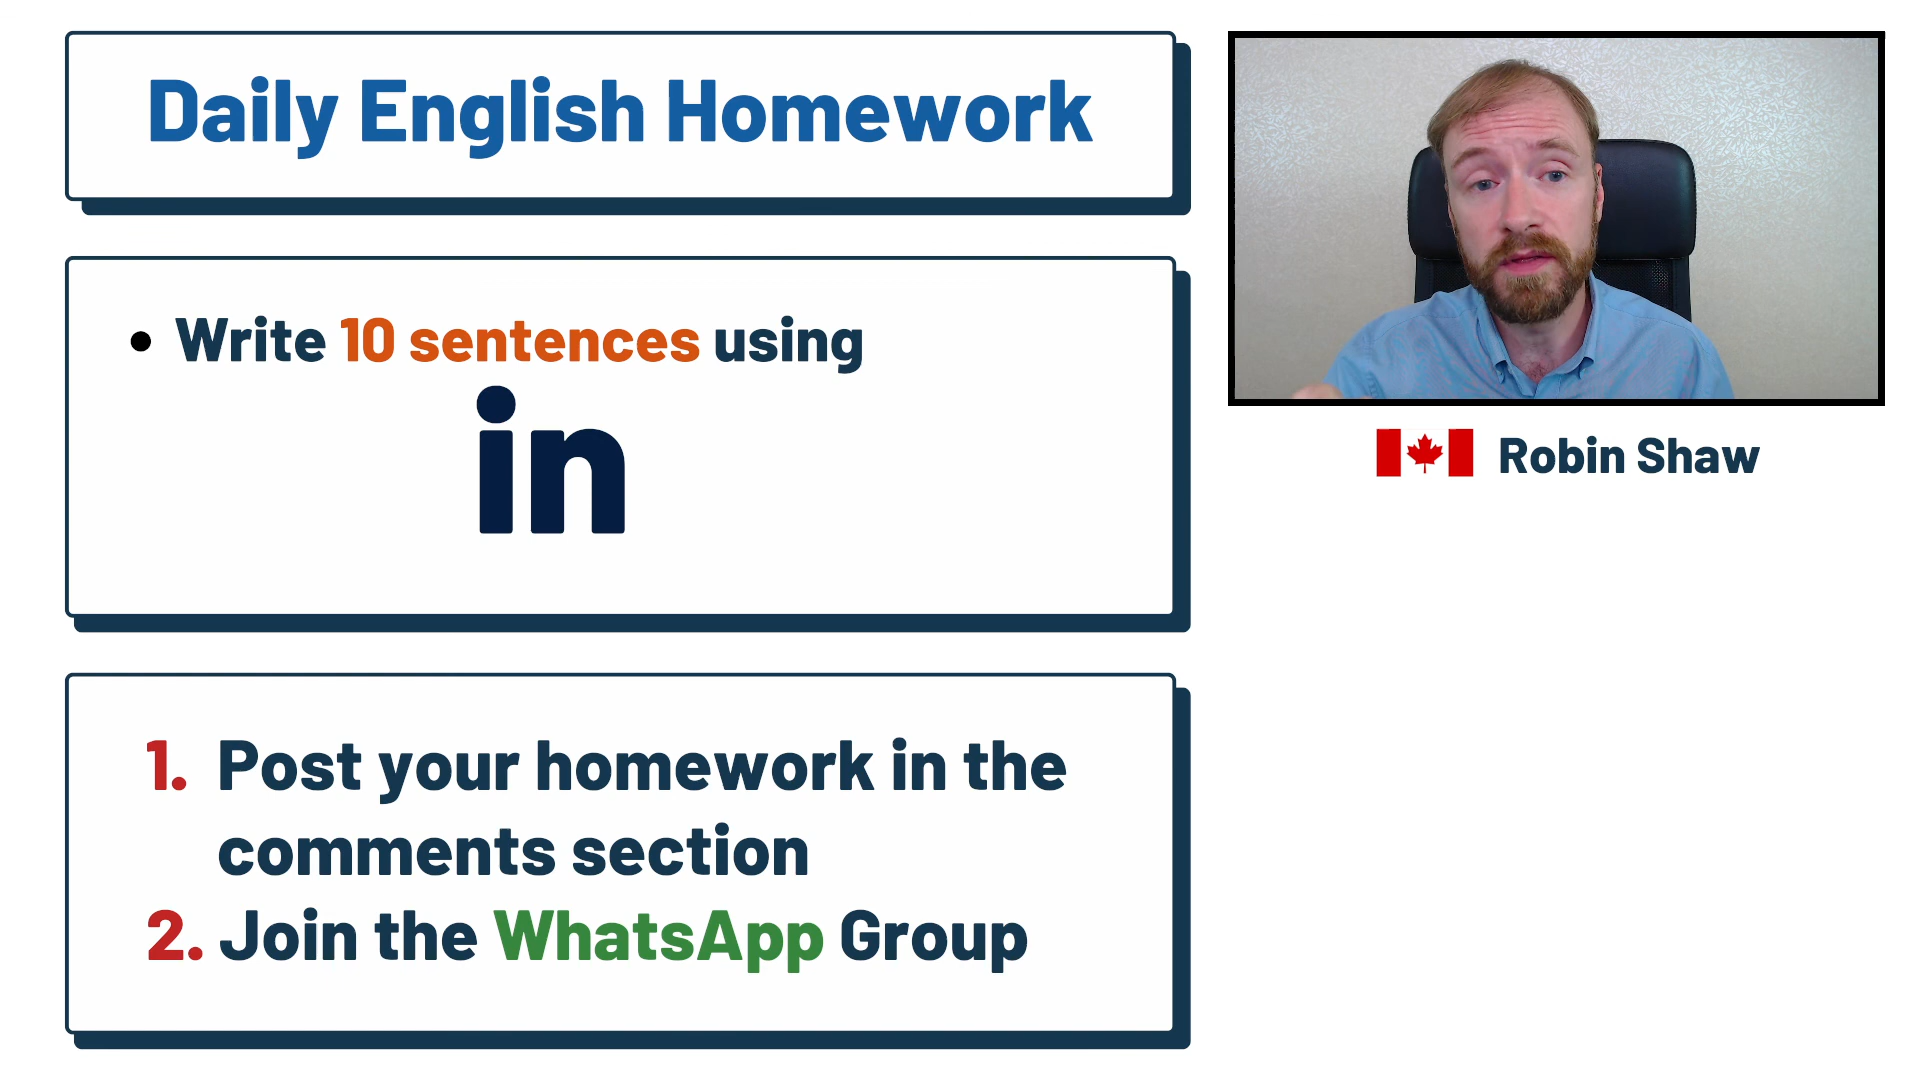 Daily English Homework
• Write 10 sentences using
in
1. Post your homework in the
comments section
2. Join the WhatsApp Group
Robin Shaw